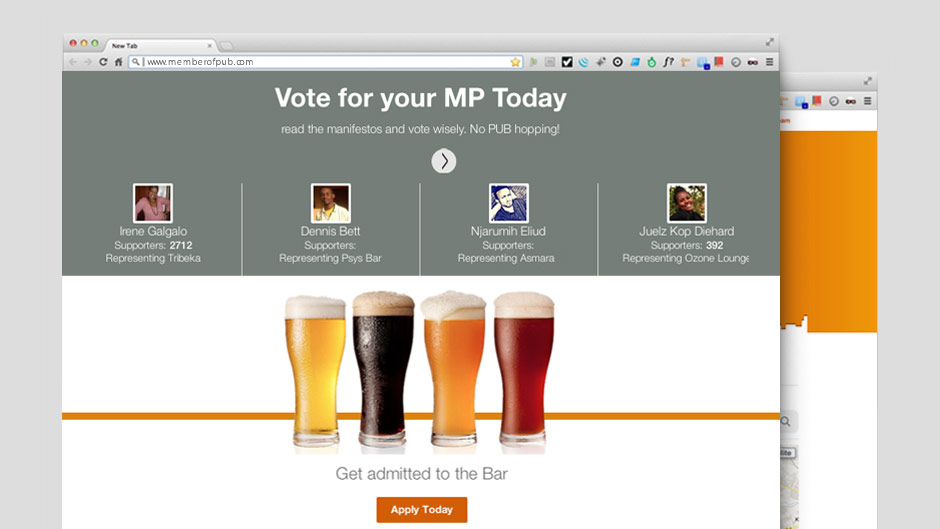 New Tab
www.memberofpub.com
Vote for your MP Today
read the manifestos and vote wisely. No PUB hopping!
Irene Galgalo
Supporters: 2712
Representing Tribeka
Dennis Bett
Supporters:
Representing Psys Bar
Njarumih Eliud
Supporters:
Representing Asmara
Juelz Kop Diehard
Supporters: 392
Representing Ozone Lounge
Get admitted to the Bar
Apply Today